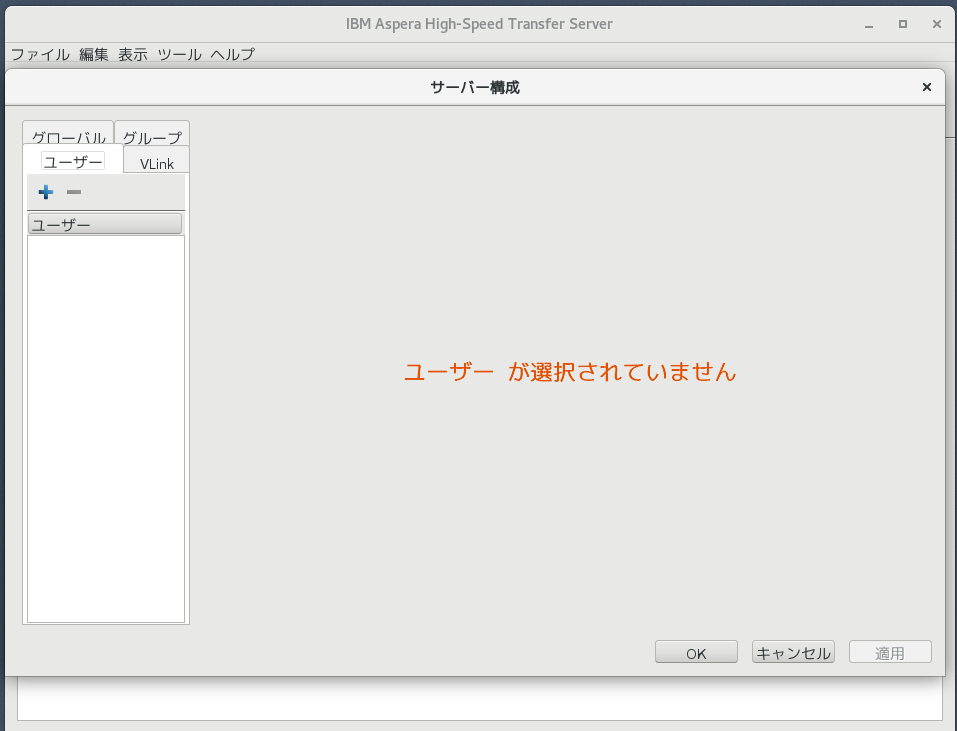 IBM Aspera High-Speed Transfer Server
ファイル 編集 表示 ツール ヘルプ
サーバー構成
グローバル グループ
ユーザー VLink
ユーザー
ユーザー が選択されていません
OK キャンセル 適用